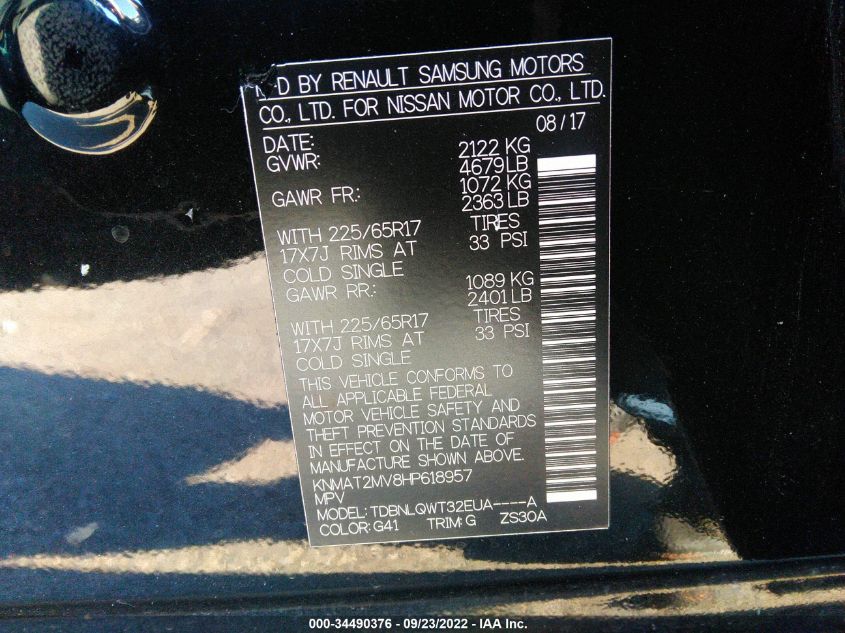 BY RENAULT SAMSUNG MOTORS
CO., LTD. FOR NISSAN MOTOR CO., LTD.
DATE: 08/17
GVWR: 2122 KG
4679 LB
GAWR FR.: 1072 KG
2363 LB
WITH 225/65R17 TIRES
17X7J RIMS AT 33 PSI
COLD SINGLE
GAWR RR.: 1089 KG
2401 LB
WITH 225/65R17 TIRES
17X7J RIMS AT 33 PSI
COLD SINGLE
THIS VEHICLE CONFORMS TO
ALL APPLICABLE FEDERAL
MOTOR VEHICLE SAFETY AND
THEFT PREVENTION STANDARDS
IN EFFECT ON THE DATE OF
MANUFACTURE SHOWN ABOVE.
KNMAT2MV8HP618957
MPV
MODEL: TDBNLQWT32EUA----A
COLOR: G41 TRIM: G ZS30A
000-34490376 - 09/23/2022 - IAA Inc.